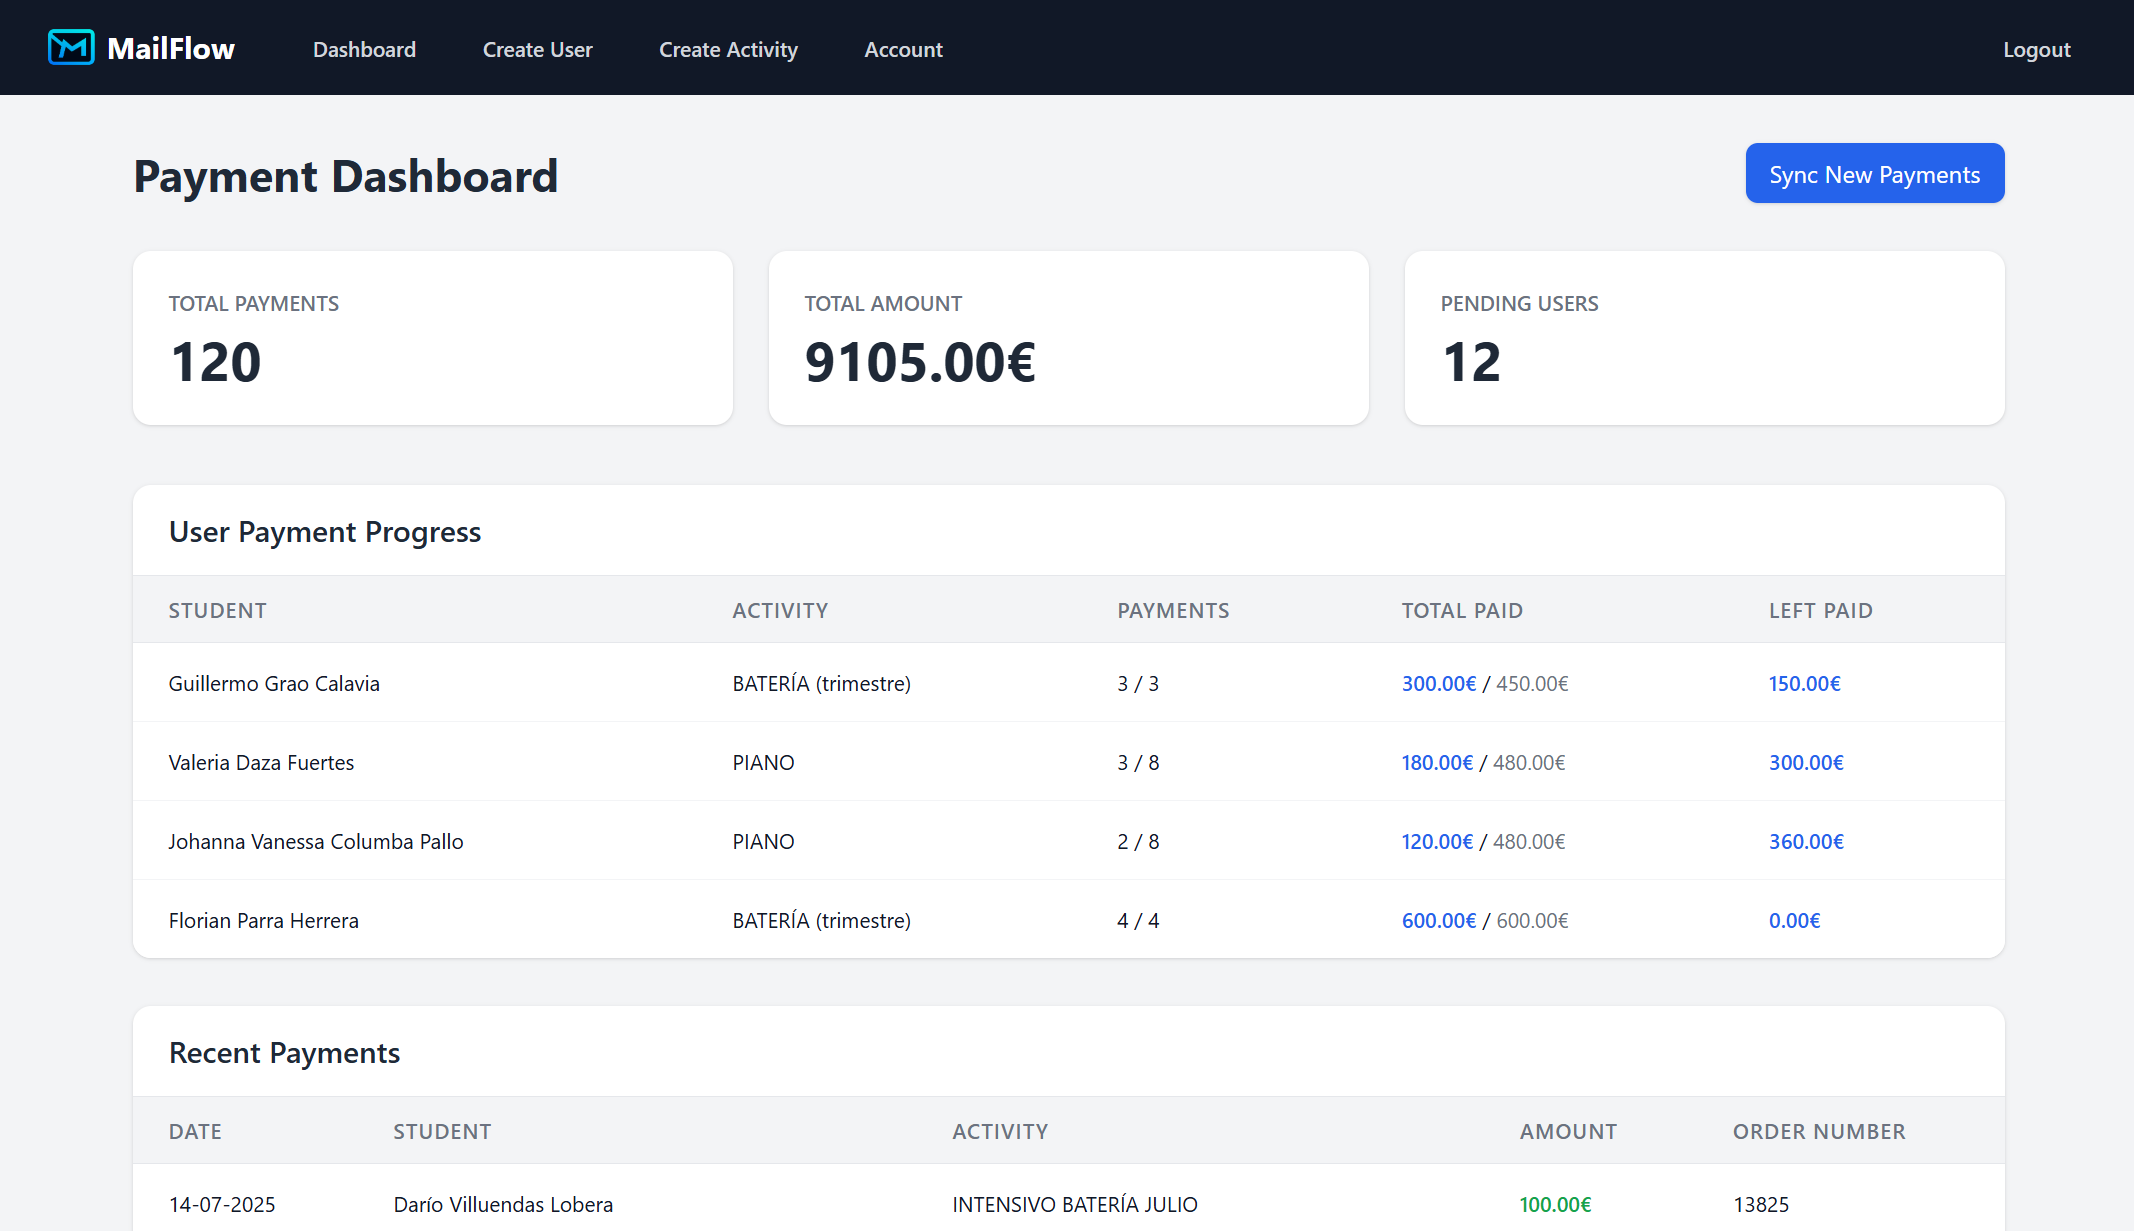 MailFlow Dashboard Create User Create Activity Account Logout
Payment Dashboard Sync New Payments
TOTAL PAYMENTS TOTAL AMOUNT PENDING USERS
120 9105.00€ 12
User Payment Progress
STUDENT ACTIVITY PAYMENTS TOTAL PAID LEFT PAID
Guillermo Grao Calavia BATERÍA (trimestre) 3 / 3 300.00€ / 450.00€ 150.00€
Valeria Daza Fuertes PIANO 3 / 8 180.00€ / 480.00€ 300.00€
Johanna Vanessa Columba Pallo PIANO 2 / 8 120.00€ / 480.00€ 360.00€
Florian Parra Herrera BATERÍA (trimestre) 4 / 4 600.00€ / 600.00€ 0.00€
Recent Payments
DATE STUDENT ACTIVITY AMOUNT ORDER NUMBER
14-07-2025 Darío Villuendas Lobera INTENSIVO BATERÍA JULIO 100.00€ 13825